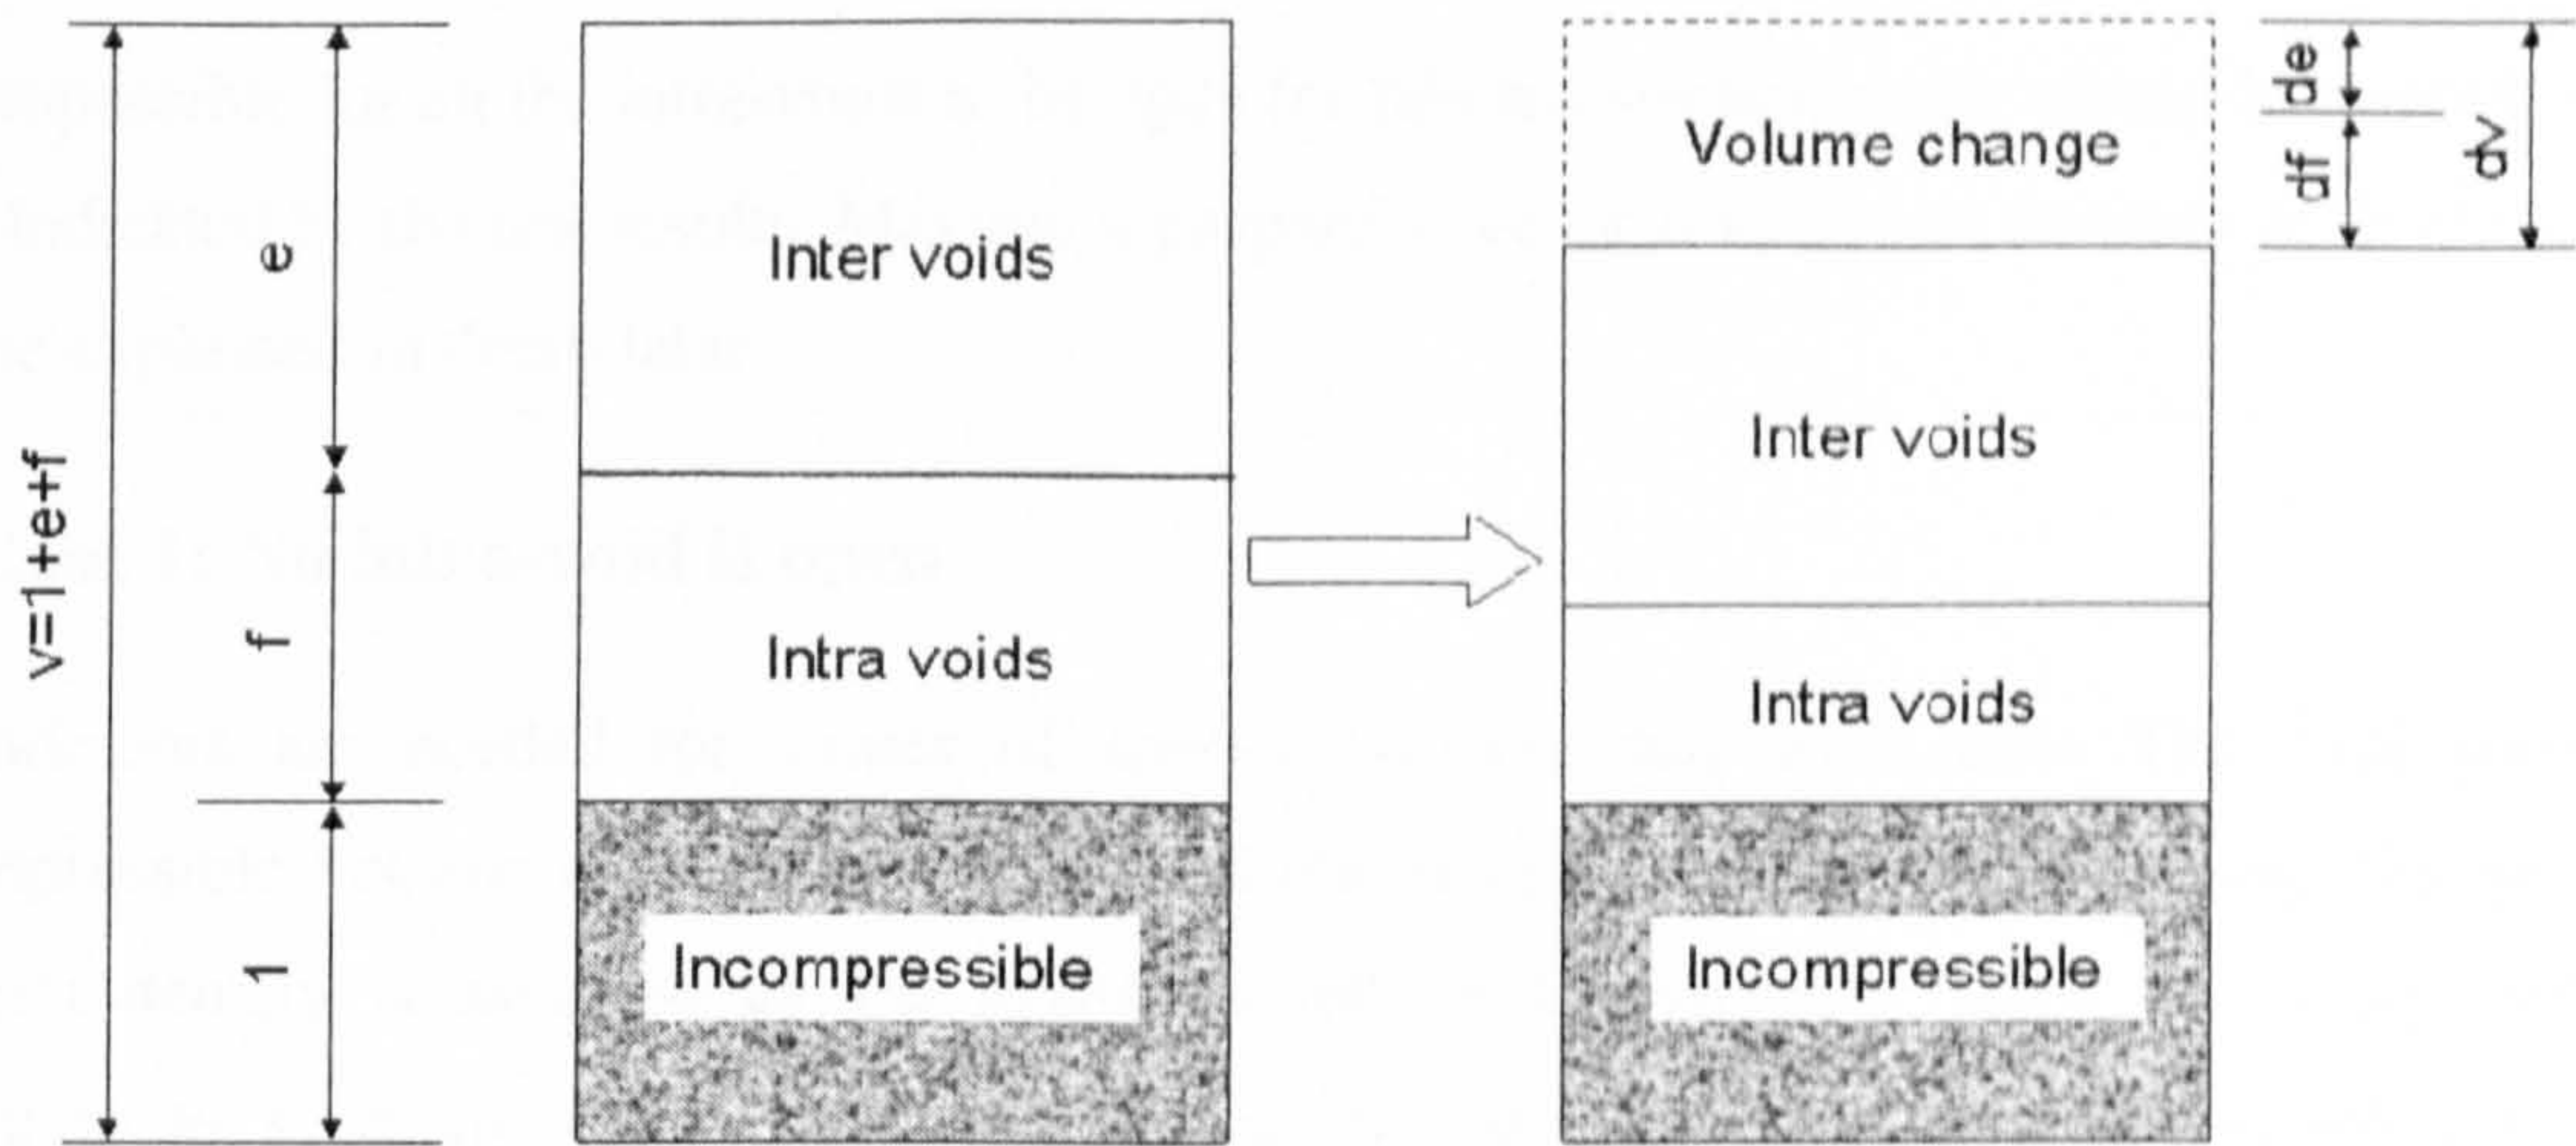 v=1+e+f
e
f
1
Inter voids
Intra voids
Incompressible
Volume change
Inter voids
Intra voids
Incompressible
de
df
dv